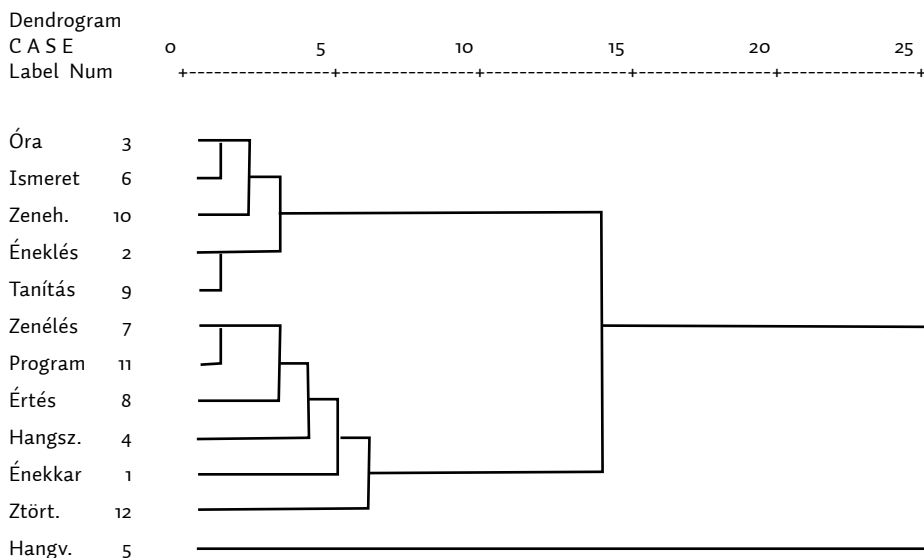 Dendrogram
C A S E 0 5 10 15 20 25
Label Num +---------+---------+---------+---------+---------+
Óra 3
Ismeret 6
Zeneh. 10
Éneklés 2
Tanítás 9
Zenélés 7
Program 11
Értés 8
Hangsz. 4
Énekkar 1
Ztört. 12
Hangv. 5